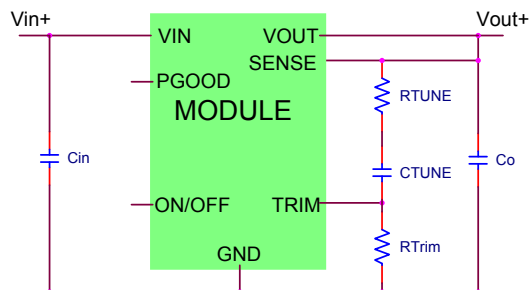 Vin+
Vout+
VIN
VOUT
SENSE
PGOOD
RTUNE
MODULE
Cin
CTUNE
Co
ON/OFF
TRIM
RTrim
GND